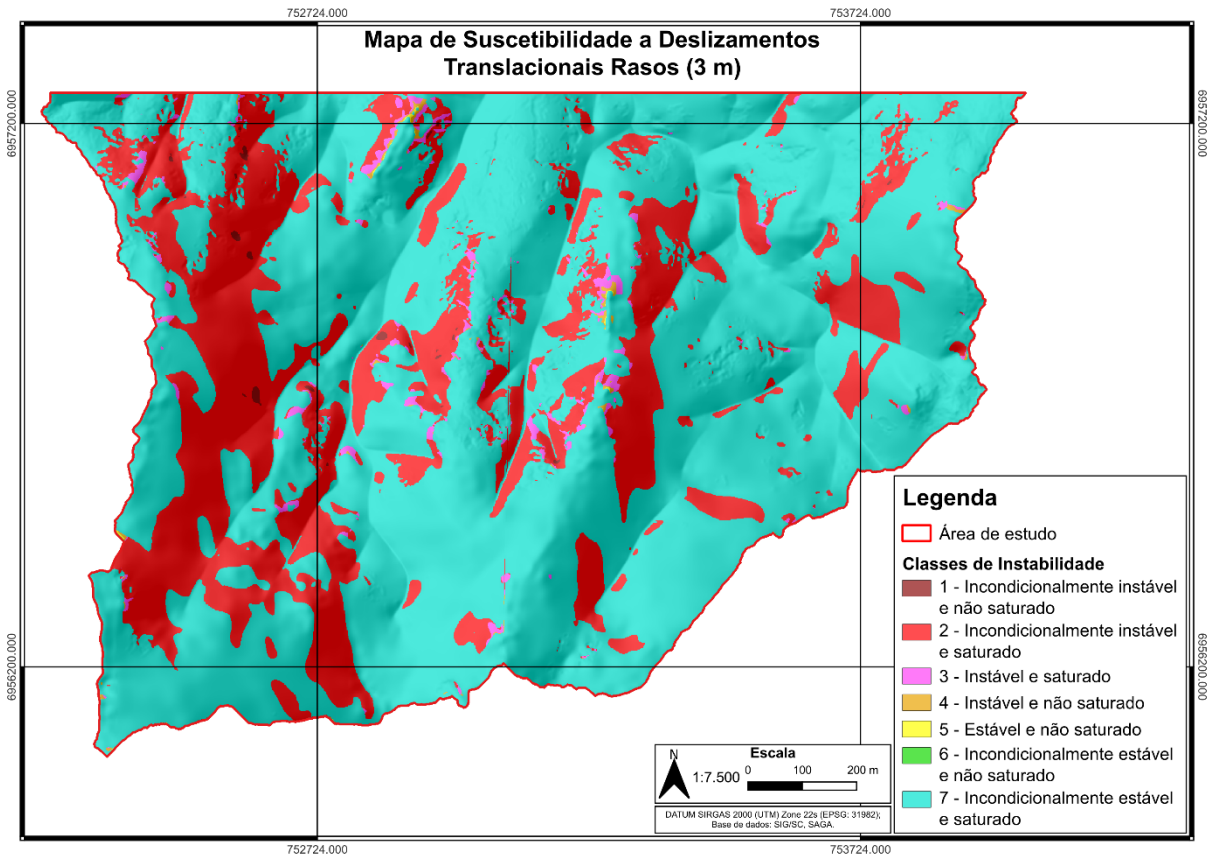 752724.000
753724.000
Mapa de Suscetibilidade a Deslizamentos
Translacionais Rasos (3 m)
6957200.000
6957200.000
6956200.000
6956200.000
Legenda
Área de estudo
Classes de Instabilidade
1 - Incondicionalmente instável
e não saturado
2 - Incondicionalmente instável
e saturado
3 - Instável e saturado
4 - Instável e não saturado
5 - Estável e não saturado
6 - Incondicionalmente estável
e não saturado
7 - Incondicionalmente estável
e saturado
N
1:7.500
Escala
0 100 200 m
DATUM SIRGAS 2000 (UTM) Zone 22s (EPSG: 31982);
Base de dados: SIG/SC, SAGA.
752724.000
753724.000